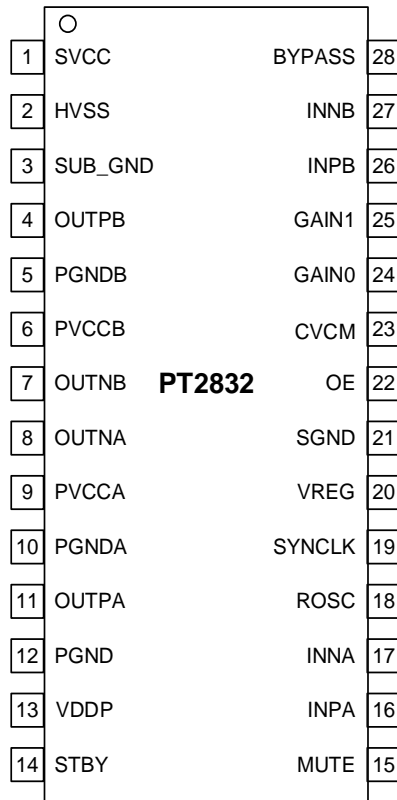 1 SVCC BYPASS 28
2 HVSS INNB 27
3 SUB_GND INPB 26
4 OUTPB GAIN1 25
5 PGNDB GAIN0 24
6 PVCCB CVCM 23
7 OUTNB PT2832 OE 22
8 OUTNA SGND 21
9 PVCCA VREG 20
10 PGNDA SYNCLK 19
11 OUTPA ROSC 18
12 PGND INNA 17
13 VDDP INPA 16
14 STBY MUTE 15